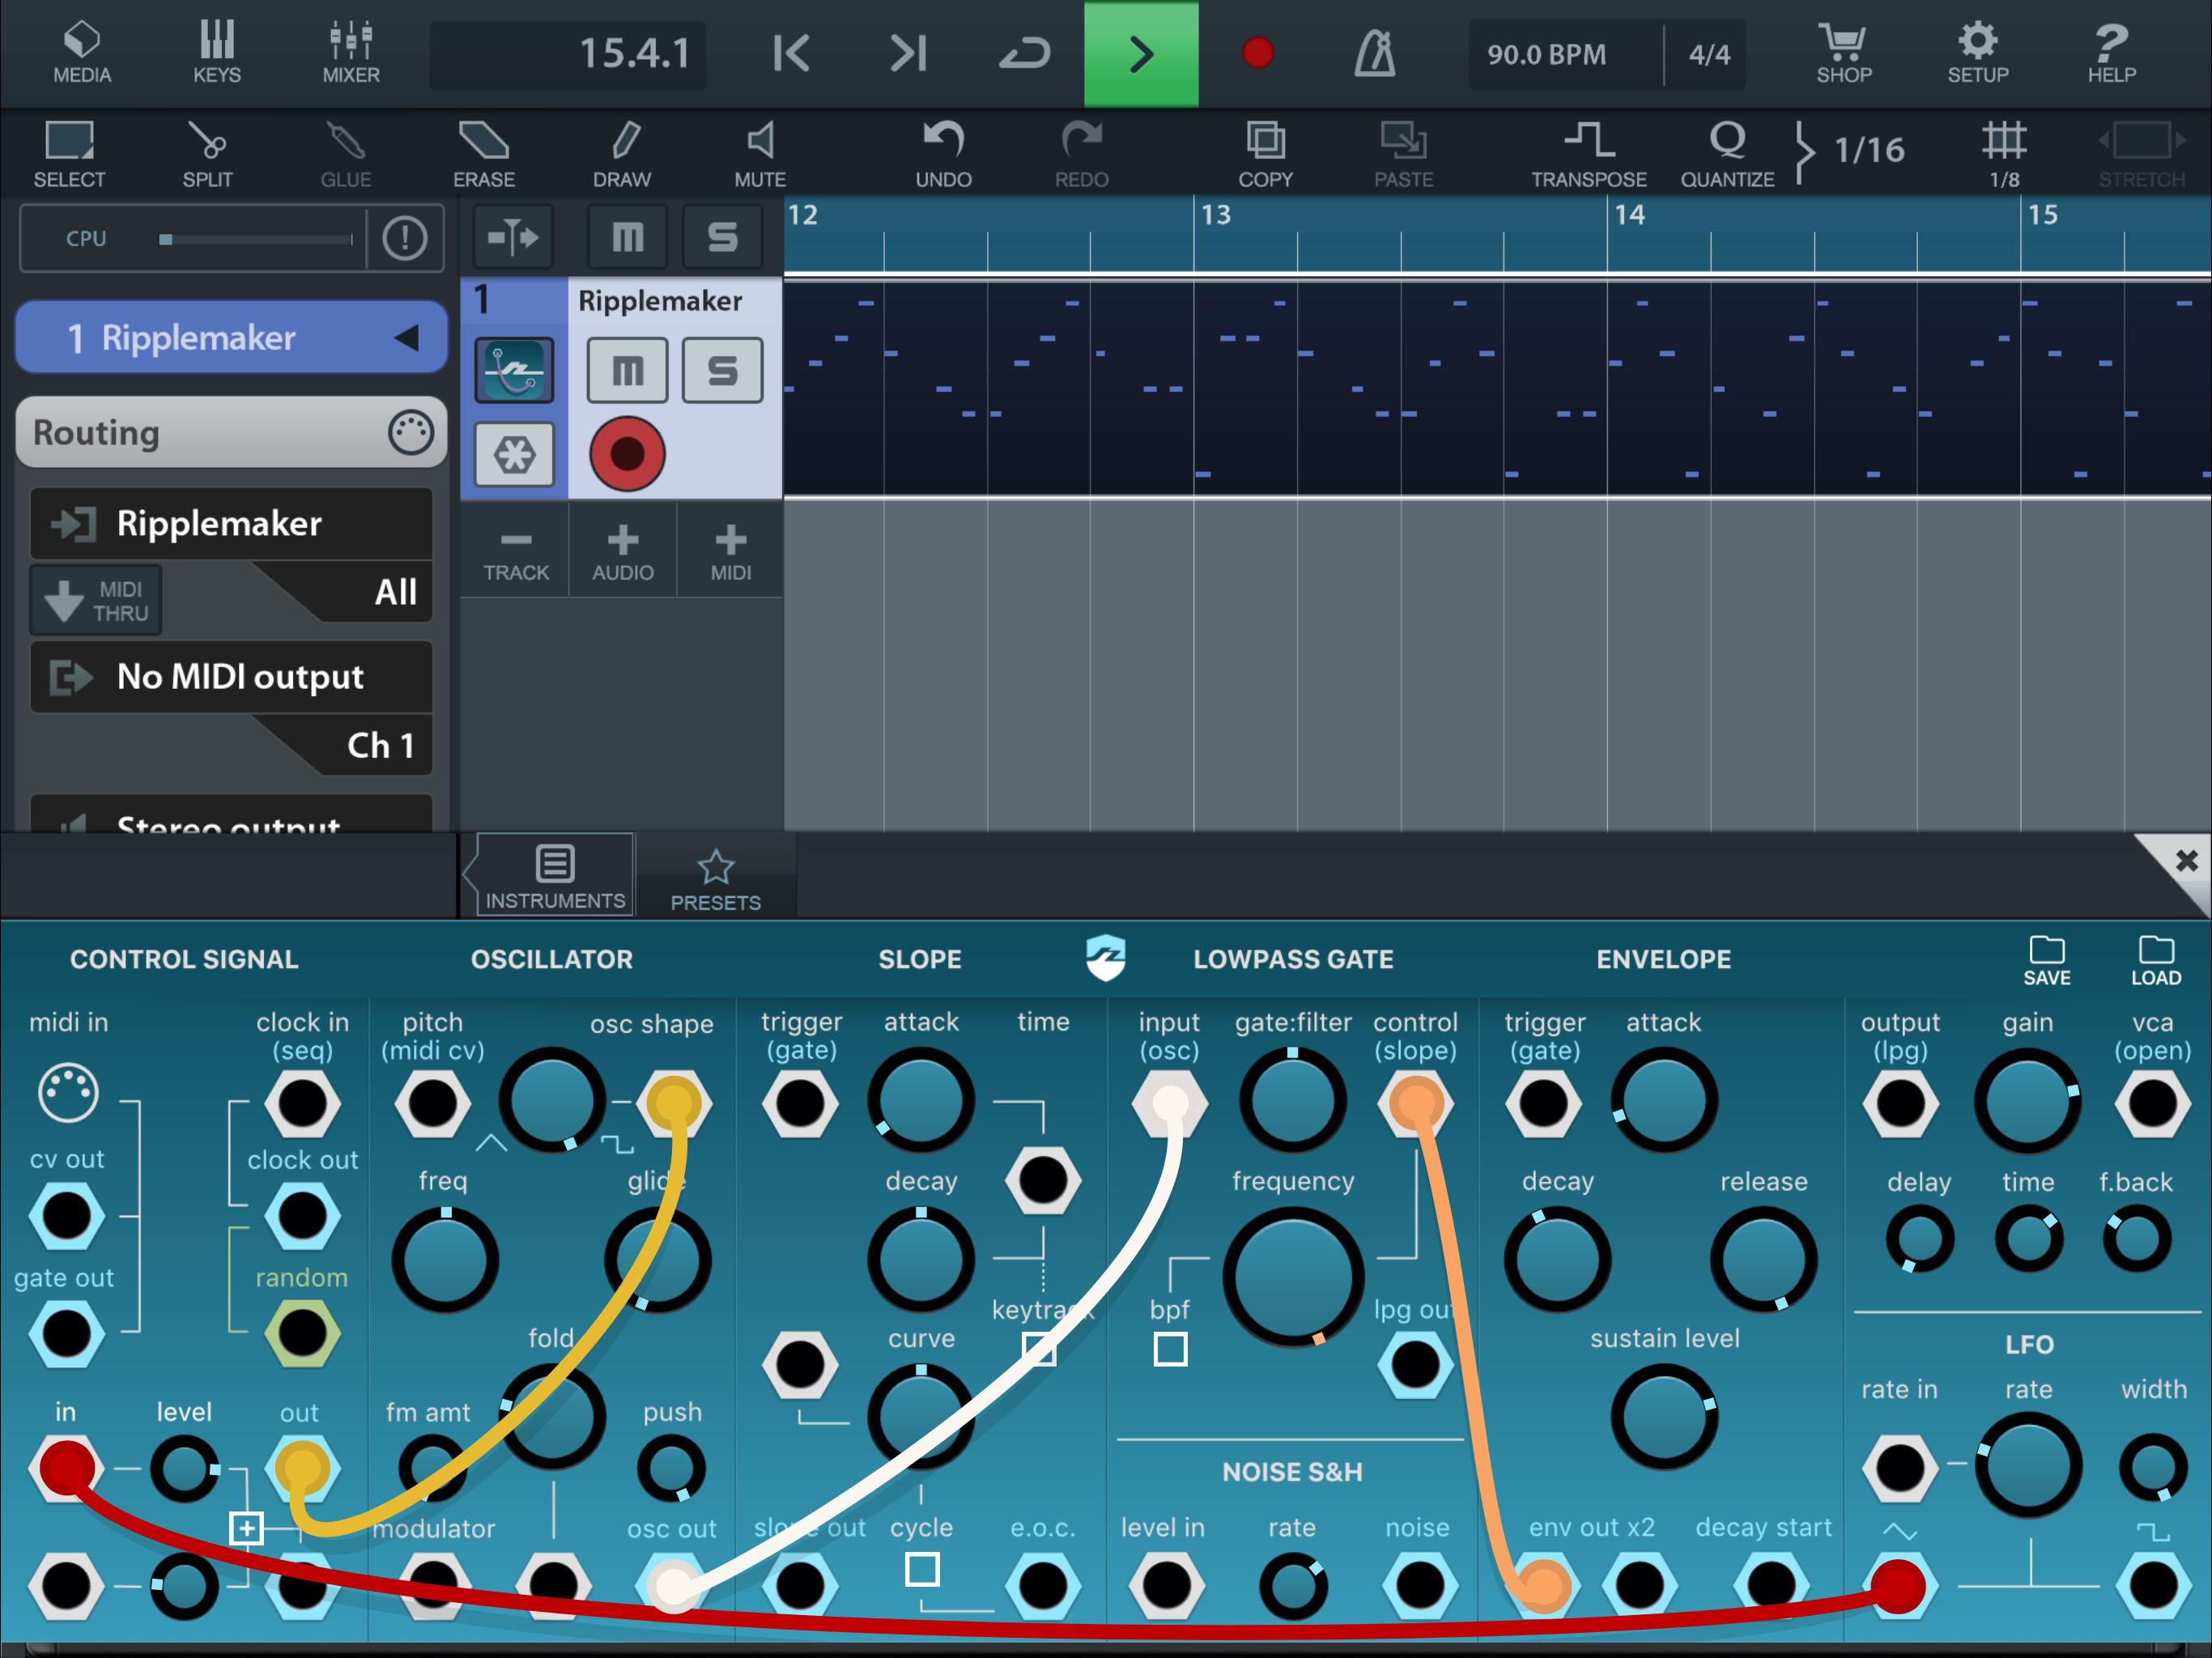 15.4.1
90.0 BPM
4/4
MEDIA
KEYS
MIXER
SHOP
SETUP
HELP
Q
1/16
SELECT
SPLIT
GLUE
ERASE
DRAW
MUTE
UNDO
REDO
COPY
PASTE
TRANSPOSE
QUANTIZE
1/8
STRETCH
CPU
m
S
12
13
14
15
1 Ripplemaker
1
Ripplemaker
m
S
Routing
Ripplemaker
MIDI THRU
All
TRACK
AUDIO
MIDI
No MIDI output
Ch 1
Stereo output
INSTRUMENTS
PRESETS
CONTROL SIGNAL
OSCILLATOR
SLOPE
LOWPASS GATE
ENVELOPE
SAVE
LOAD
midi in
clock in
(seq)
cv out
clock out
gate out
random
in
level
out
pitch
(midi cv)
osc shape
freq
glide
fold
fm amt
push
modulator
osc out
trigger
(gate)
attack
time
decay
keytrack
curve
slope out
cycle
e.o.c.
input
(osc)
gate:filter
control
(slope)
frequency
bpf
lpg out
NOISE S&H
level in
rate
noise
trigger
(gate)
attack
decay
release
sustain level
env out x2
decay start
output
(lpg)
gain
vca
(open)
delay
time
f.back
LFO
rate in
rate
width